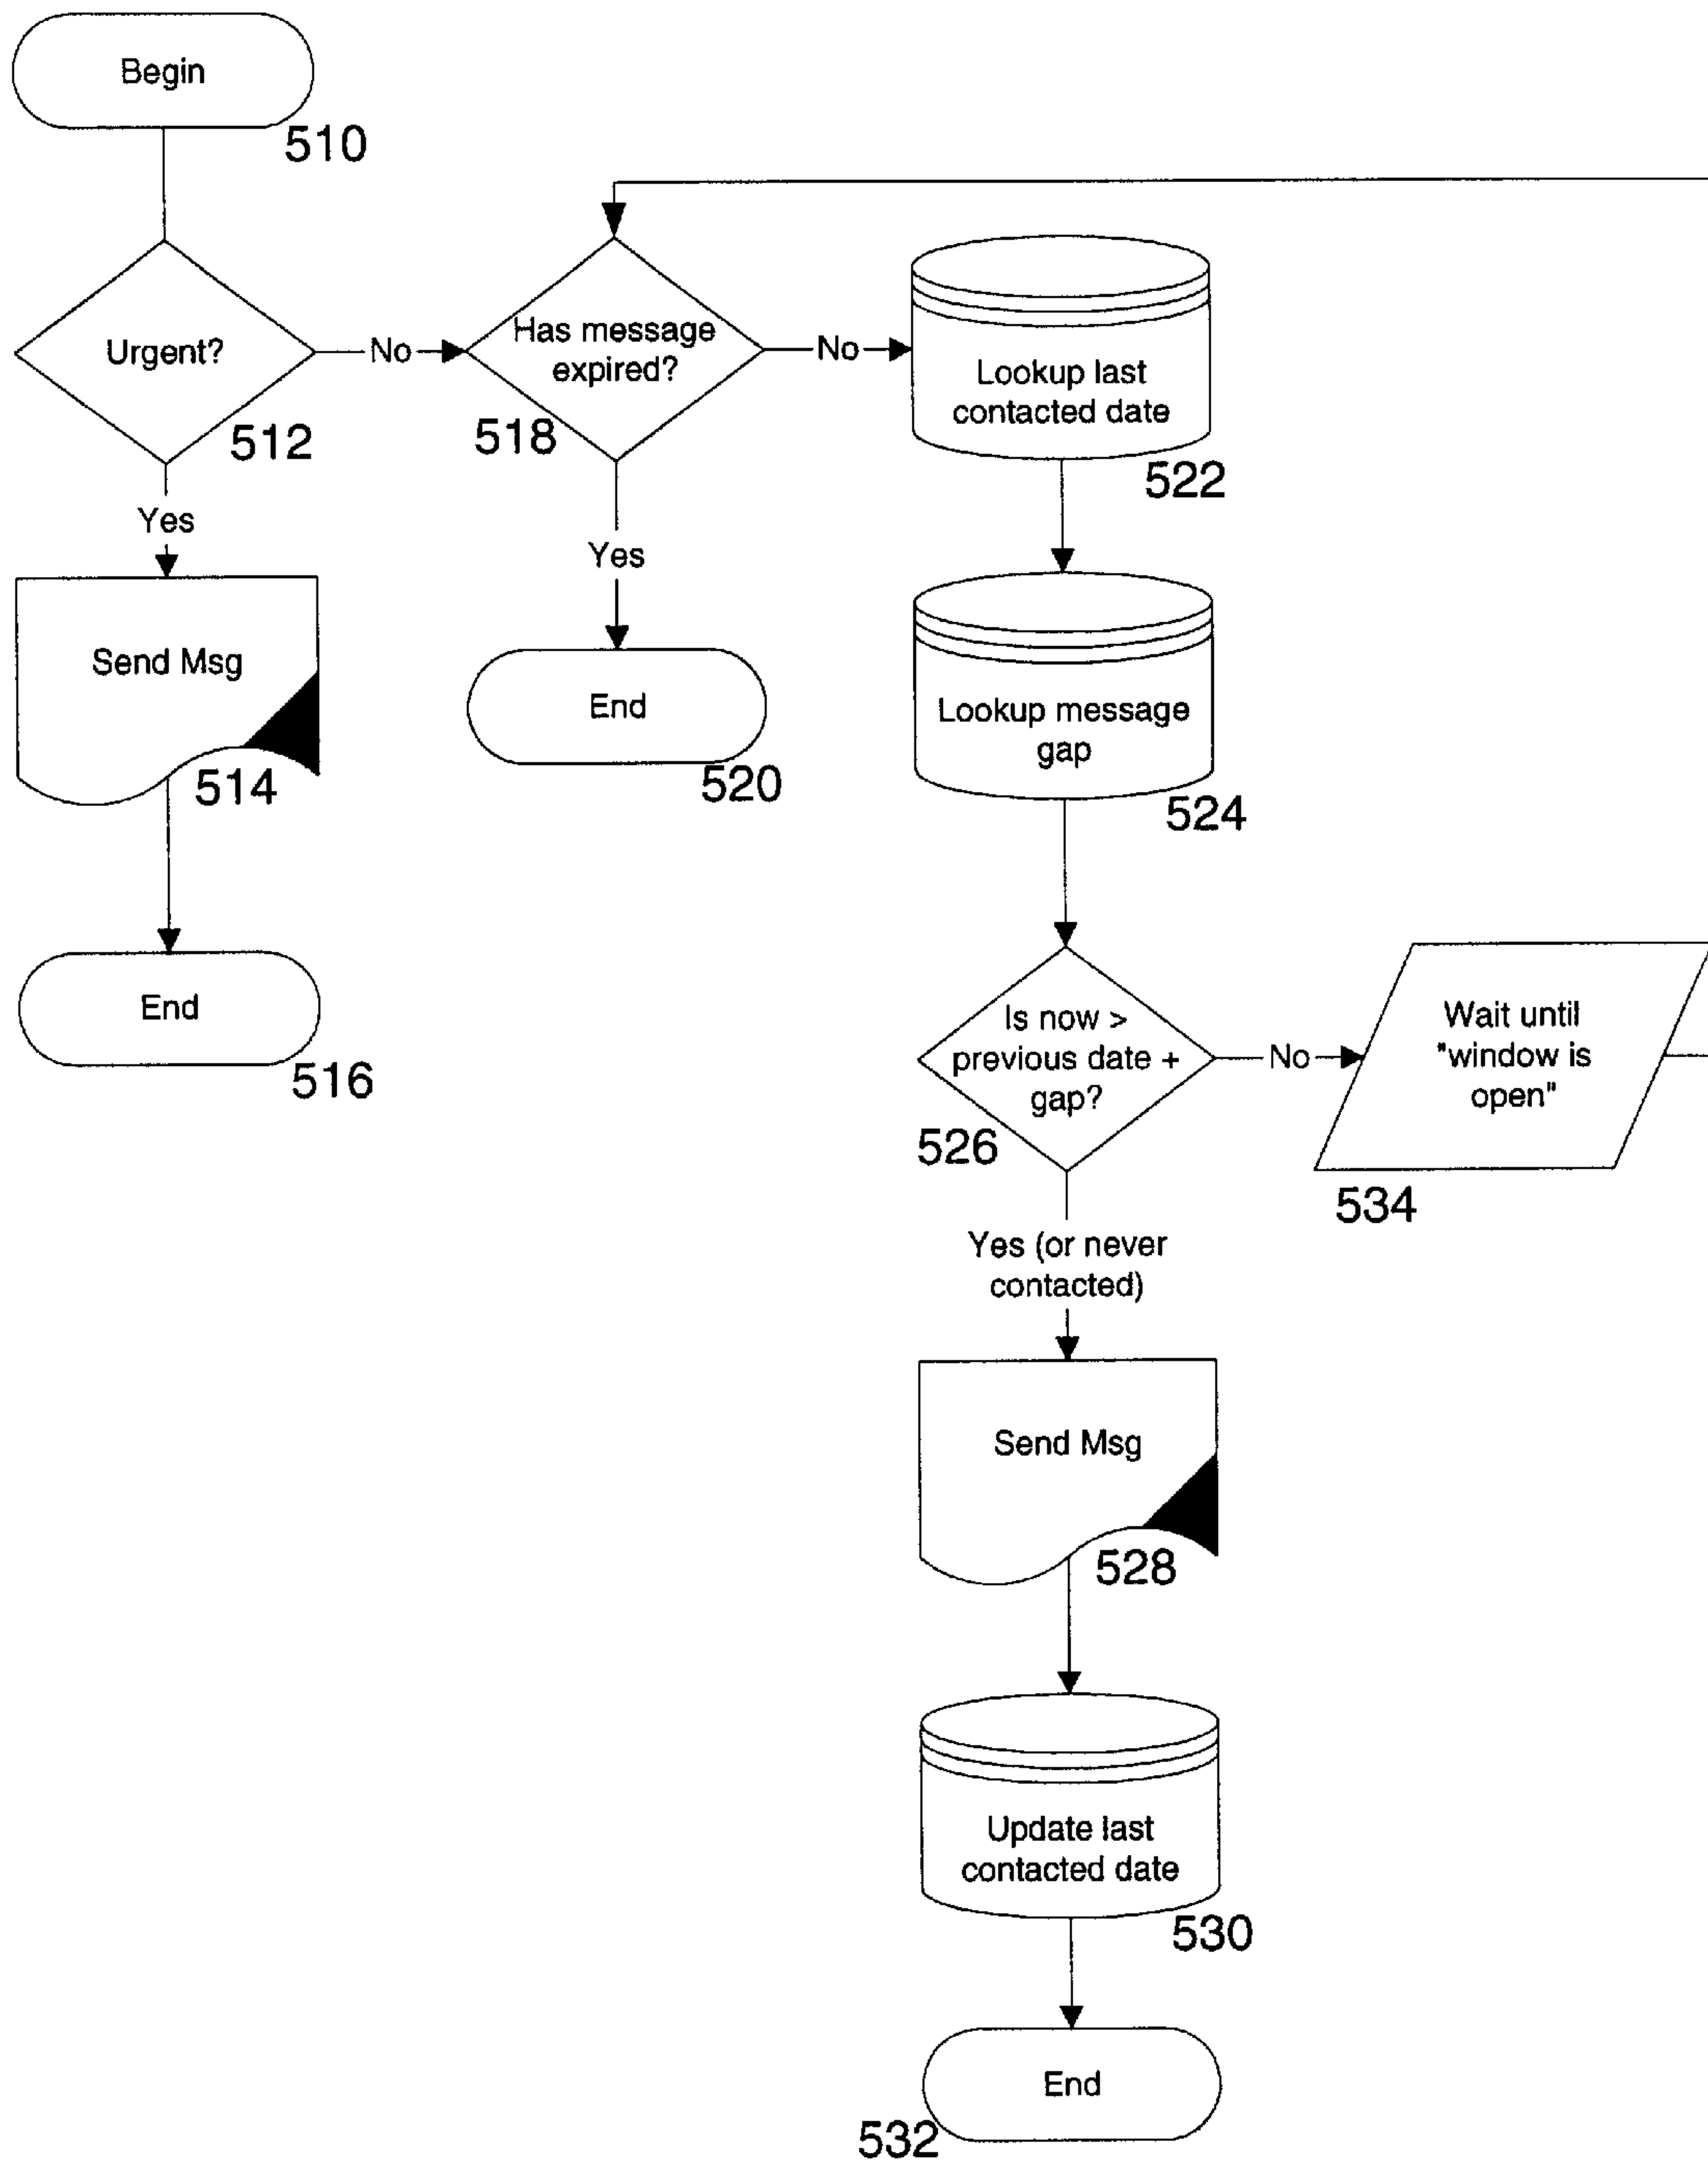 Begin
510
Urgent?
No
512
Yes
Send Msg
514
End
516
Has message
expired?
No
518
Yes
End
520
Lookup last
contacted date
522
Lookup message
gap
524
Is now >
previous date +
gap?
No
526
Wait until
"window is
open"
534
Yes (or never
contacted)
Send Msg
528
Update last
contacted date
530
End
532